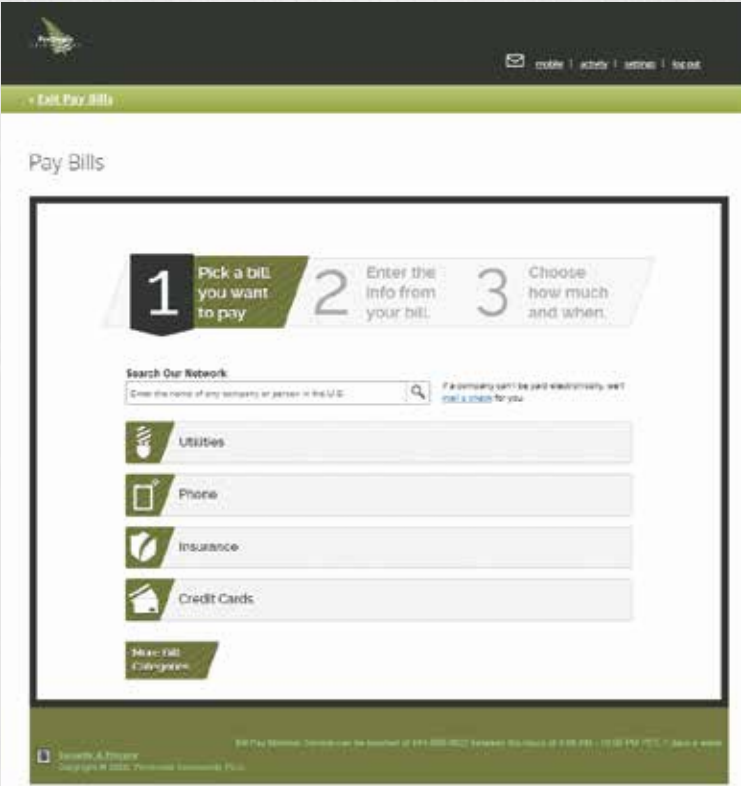 mobile | activity | settings | log out
« Exit Pay Bills
Pay Bills
1 Pick a bill you want to pay
2 Enter the info from your bill.
3 Choose how much and when.
Search Our Network
Enter the name of any company or person in the U.S.
If a company can't be paid electronically, we'll
mail a check for you
Utilities
Phone
Insurance
Credit Cards
More Bill
Categories
Security & Privacy